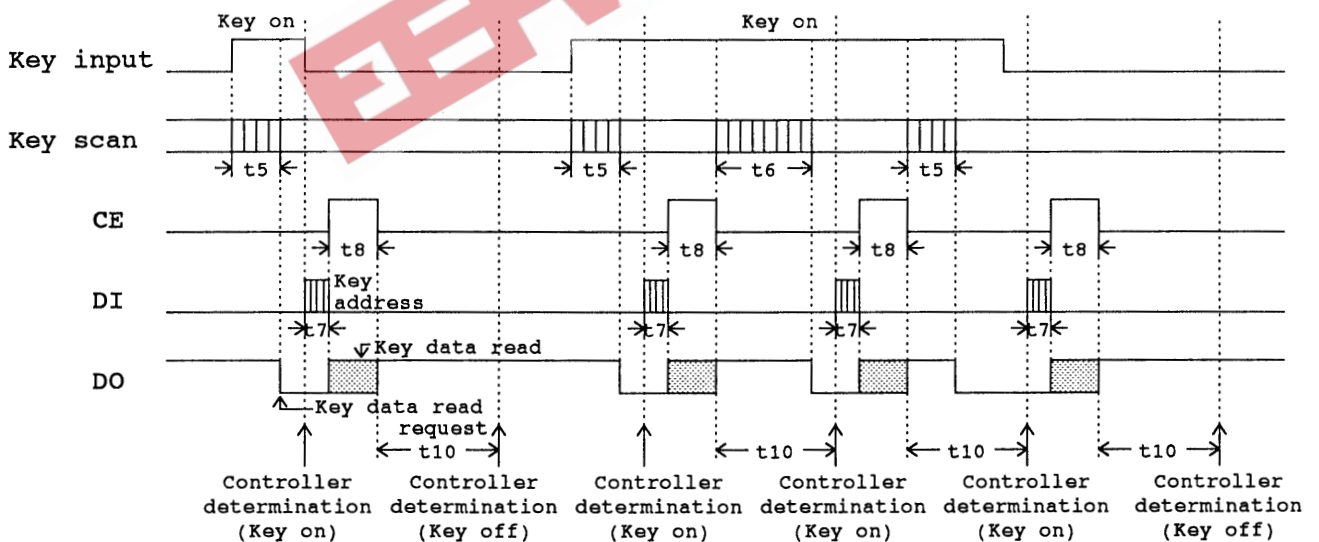 Key on
Key on
Key input
Key scan
t5
t5
t6
t5
CE
t8
t8
t8
t8
DI
Key
address
t7
t7
t7
t7
Key data read
DO
Key data read
request
t10
t10
t10
t10
Controller
determination
(Key on)
Controller
determination
(Key off)
Controller
determination
(Key on)
Controller
determination
(Key on)
Controller
determination
(Key on)
Controller
determination
(Key off)